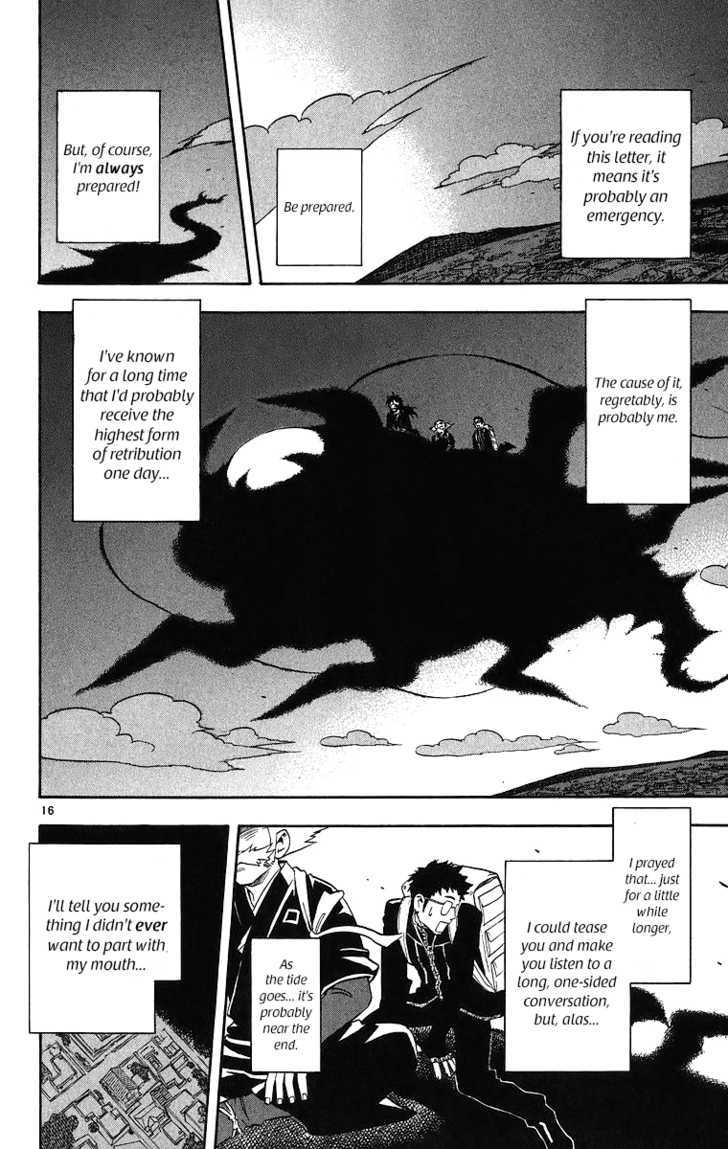 If you're reading
this letter, it
means it's
probably an
emergency.
Be prepared.
But, of course,
I'm always
prepared!
The cause of it,
regretably, is
probably me.
I've known
for a long time
that I'd probably
receive the
highest form
of retribution
one day...
16
I prayed
that... just
for a little
while
longer,
I could tease
you and make
you listen to a
long, one-sided
conversation,
but, alas...
As
the tide
goes... it's
probably
near the
end.
I'll tell you some-
thing I didn't ever
want to part with
my mouth...